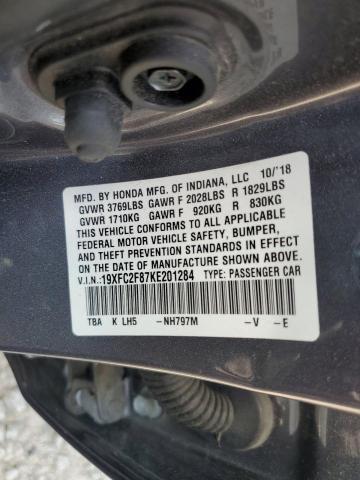 MFD. BY HONDA MFG. OF INDIANA, LLC 10/'18
GVWR 3769LBS GAWR F 2028LBS R 1829LBS
GVWR 1710KG GAWR F 920KG R 830KG
THIS VEHICLE CONFORMS TO ALL APPLICABLE
FEDERAL MOTOR VEHICLE SAFETY, BUMPER,
AND THEFT PREVENTION STANDARDS IN EFFECT
ON THE DATE OF MANUFACTURE SHOWN ABOVE.
V.I.N.:19XFC2F87KE201284 TYPE: PASSENGER CAR
TBA K LH5 -NH797M -V -E